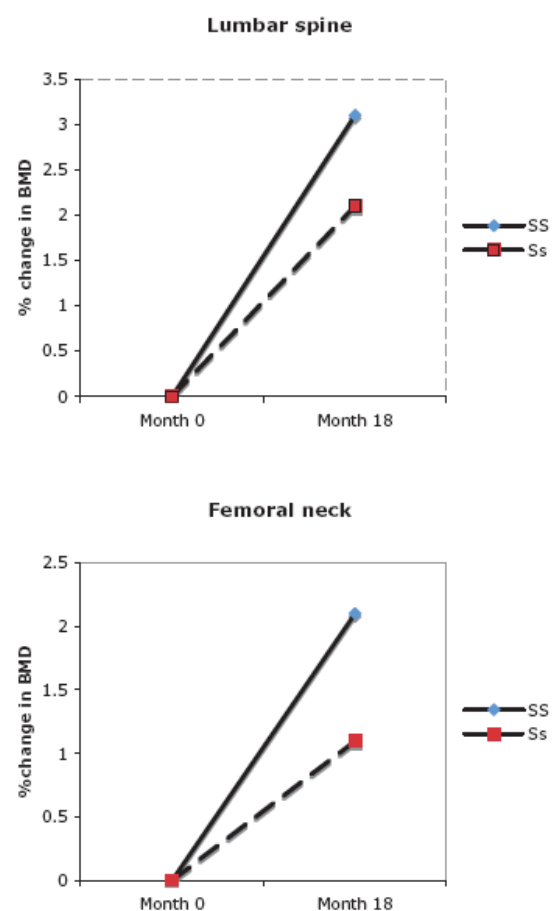 Lumbar spine
3.5
3
2.5
2
1.5
1
0.5
0
% change in BMD
Month 0
Month 18
SS
Ss
Femoral neck
2.5
2
1.5
1
0.5
0
%change in BMD
Month 0
Month 18
SS
Ss